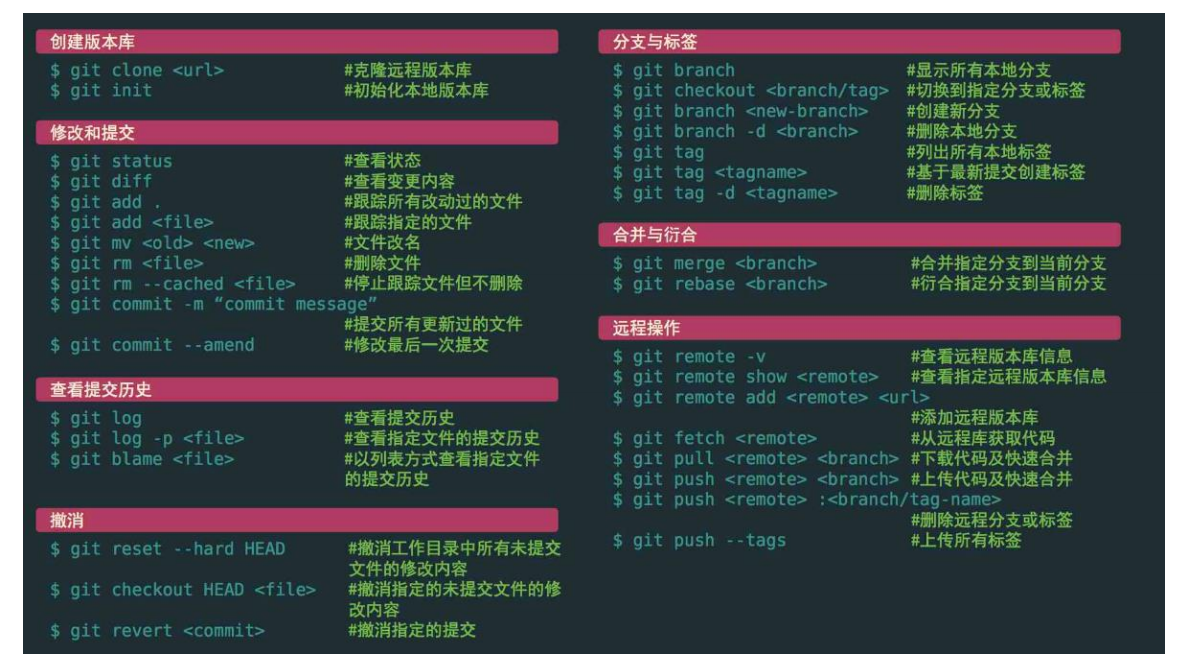 创建版本库
$ git clone <url> #克隆远程版本库
$ git init #初始化本地版本库
修改和提交
$ git status #查看状态
$ git diff #查看变更内容
$ git add . #跟踪所有改动过的文件
$ git add <file> #跟踪指定的文件
$ git mv <old> <new> #文件改名
$ git rm <file> #删除文件
$ git rm --cached <file> #停止跟踪文件但不删除
$ git commit -m “commit message”
#提交所有更新过的文件
$ git commit --amend #修改最后一次提交
查看提交历史
$ git log #查看提交历史
$ git log -p <file> #查看指定文件的提交历史
$ git blame <file> #以列表方式查看指定文件
的提交历史
撤消
$ git reset --hard HEAD #撤消工作目录中所有未提交
文件的修改内容
$ git checkout HEAD <file> #撤消指定的未提交文件的修
改内容
$ git revert <commit> #撤消指定的提交
分支与标签
$ git branch #显示所有本地分支
$ git checkout <branch/tag> #切换到指定分支或标签
$ git branch <new-branch> #创建新分支
$ git branch -d <branch> #删除本地分支
$ git tag #列出所有本地标签
$ git tag <tagname> #基于最新提交创建标签
$ git tag -d <tagname> #删除标签
合并与衍合
$ git merge <branch> #合并指定分支到当前分支
$ git rebase <branch> #衍合指定分支到当前分支
远程操作
$ git remote -v #查看远程版本库信息
$ git remote show <remote> #查看指定远程版本库信息
$ git remote add <remote> <url>
#添加远程版本库
$ git fetch <remote> #从远程库获取代码
$ git pull <remote> <branch> #下载代码及快速合并
$ git push <remote> <branch> #上传代码及快速合并
$ git push <remote> :<branch/tag-name>
#删除远程分支或标签
$ git push --tags #上传所有标签